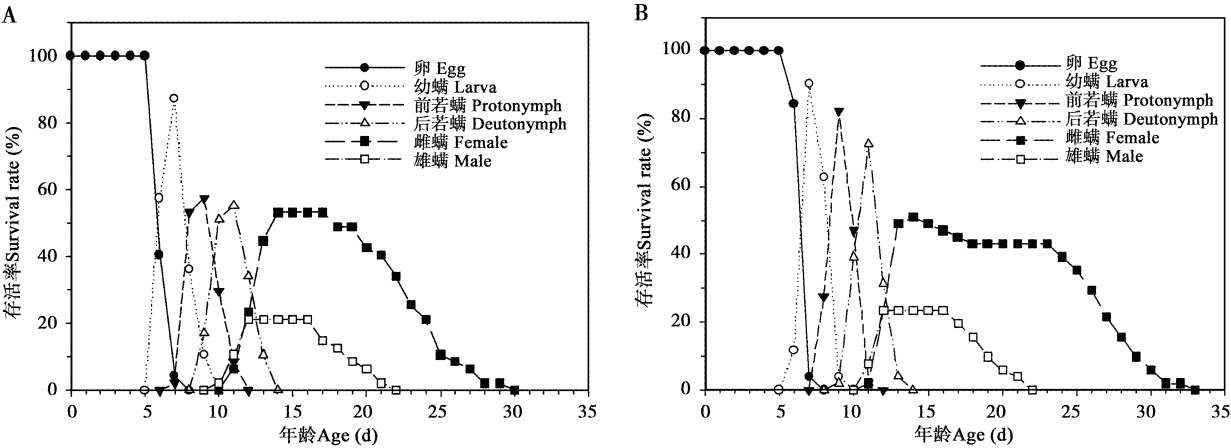 A
存活率Survival rate (%)
100
80
60
40
20
0
卵 Egg
幼螨 Larva
前若螨 Protonymph
后若螨 Deutonymph
雌螨 Female
雄螨 Male
0 5 10 15 20 25 30 35
年龄Age (d)
B
存活率Survival rate (%)
100
80
60
40
20
0
卵 Egg
幼螨 Larva
前若螨 Protonymph
后若螨 Deutonymph
雌螨 Female
雄螨 Male
0 5 10 15 20 25 30 35
年龄Age (d)